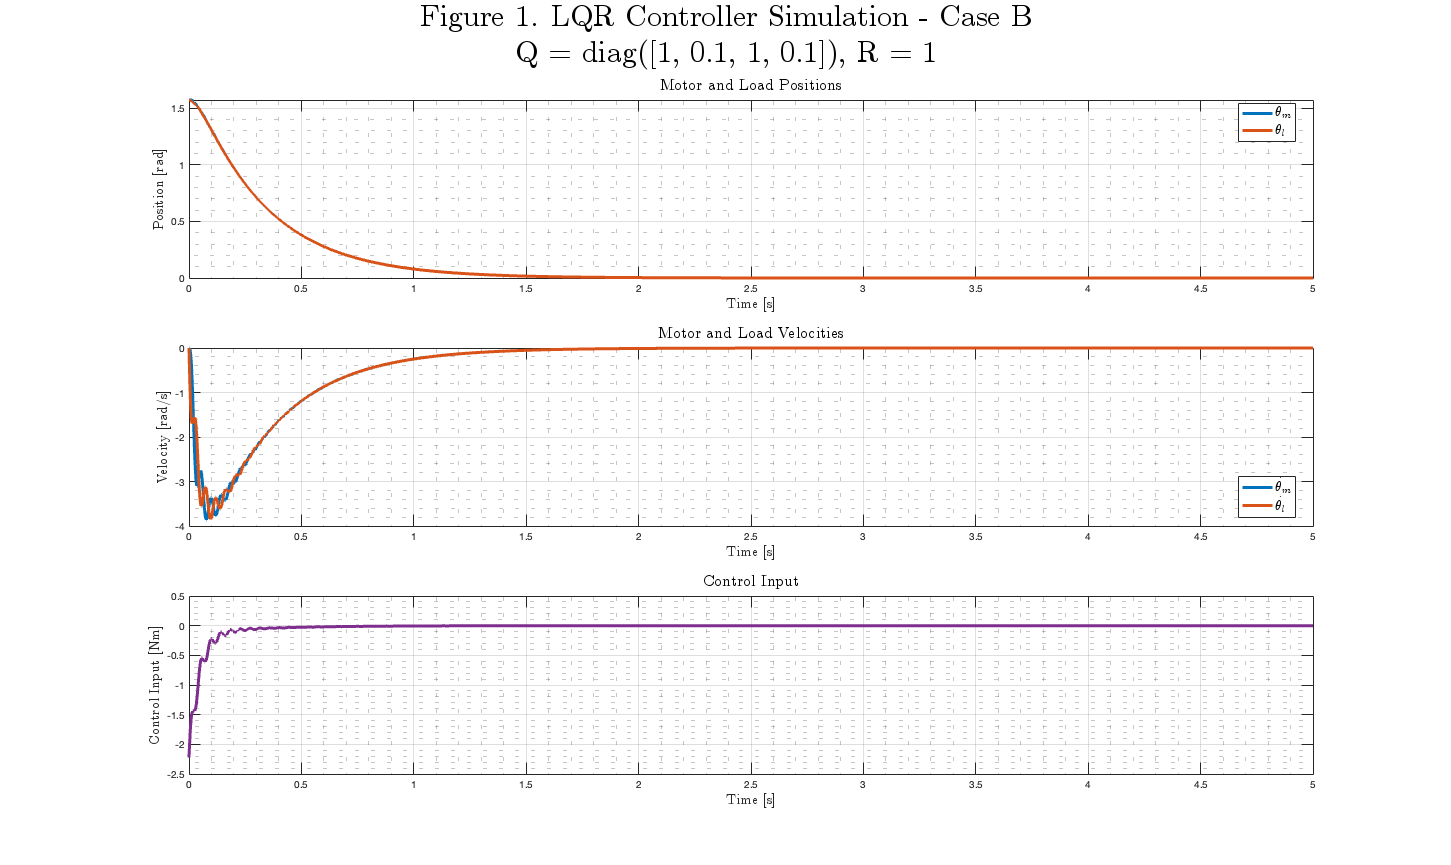 Figure 1. LQR Controller Simulation - Case B
Q = diag([1, 0.1, 1, 0.1]), R = 1
Motor and Load Positions
1.5
1
0.5
0
Position [rad]
θ_m
θ_l
0 0.5 1 1.5 2 2.5 3 3.5 4 4.5 5
Time [s]
Motor and Load Velocities
0
-1
-2
-3
-4
Velocity [rad/s]
θ̇_m
θ̇_l
0 0.5 1 1.5 2 2.5 3 3.5 4 4.5 5
Time [s]
Control Input
0.5
0
-0.5
-1
-1.5
-2
-2.5
Control Input [Nm]
0 0.5 1 1.5 2 2.5 3 3.5 4 4.5 5
Time [s]